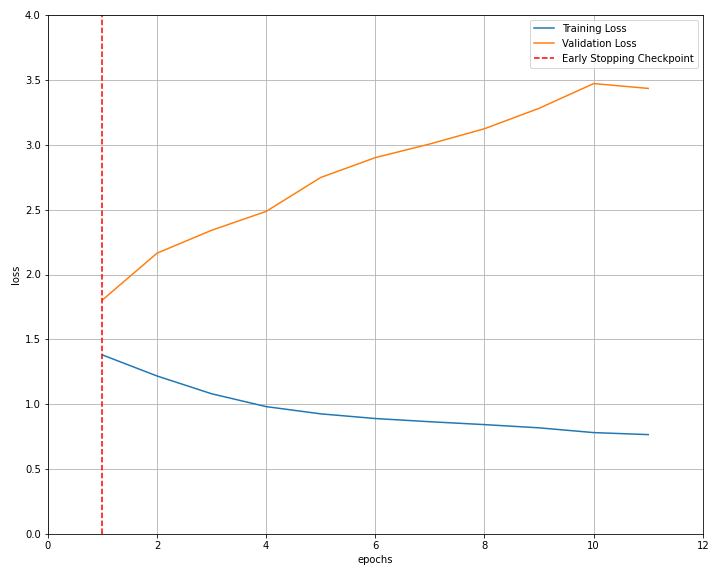 4.0
3.5
3.0
2.5
2.0
1.5
1.0
0.5
0.0
loss
Training Loss
Validation Loss
Early Stopping Checkpoint
0 2 4 6 8 10 12
epochs